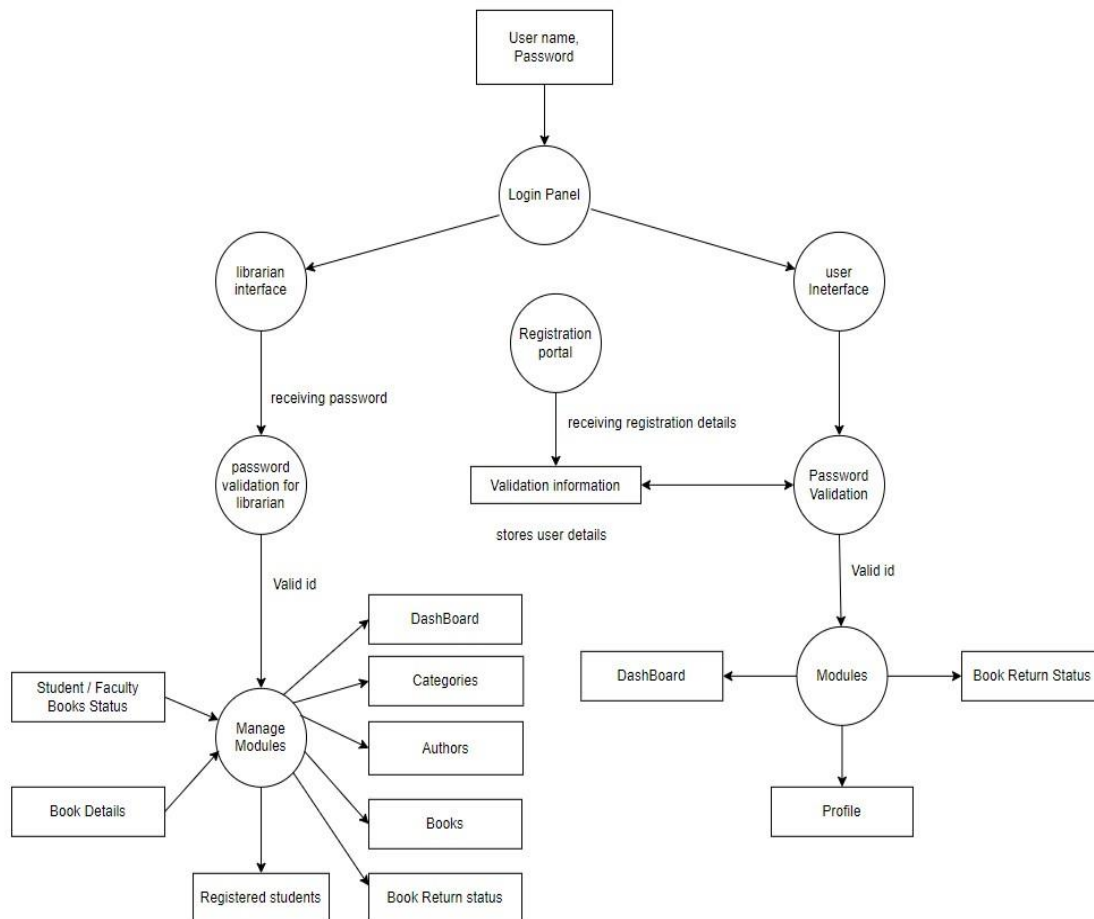 User name,
Password
Login Panel
librarian
interface
user
Ineterface
Registration
portal
receiving password
receiving registration details
password
validation for
librarian
Validation information
Password
Validation
stores user details
Valid id
Valid id
DashBoard
Student / Faculty
Books Status
Categories
DashBoard
Modules
Book Return Status
Manage
Modules
Authors
Book Details
Books
Profile
Registered students
Book Return status